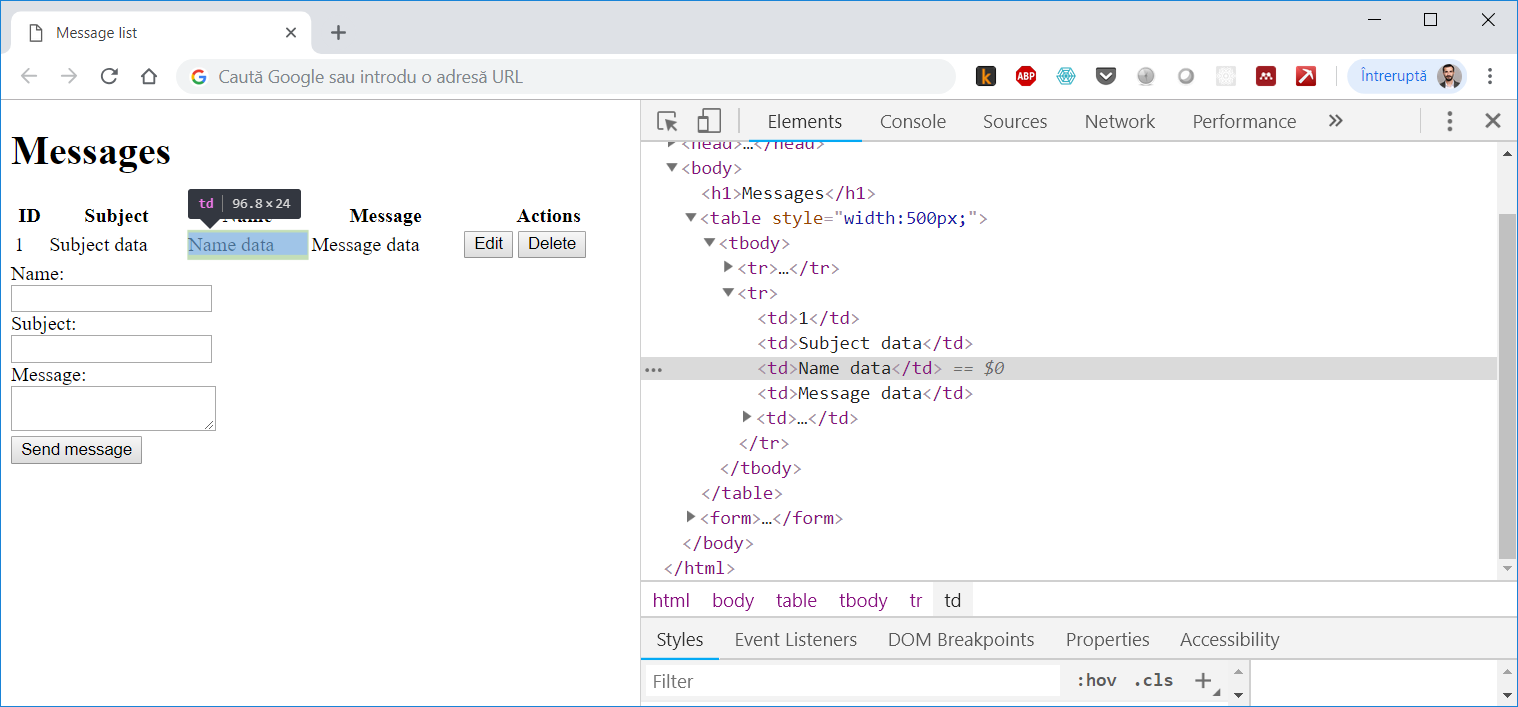 Message list
Caută Google sau introdu o adresă URL
k
ABP
Întreruptă
Messages
ID Subject Name Message Actions
td 96.8 × 24
1 Subject data Name data Message data Edit Delete
Name:
Subject:
Message:
Send message
Elements Console Sources Network Performance »
<head>…</head>
<body>
<h1>Messages</h1>
<table style="width:500px;">
<tbody>
<tr>…</tr>
<tr>
<td>1</td>
<td>Subject data</td>
… <td>Name data</td> == $0
<td>Message data</td>
<td>…</td>
</tr>
</tbody>
</table>
<form>…</form>
</body>
</html>
html body table tbody tr td
Styles Event Listeners DOM Breakpoints Properties Accessibility
Filter :hov .cls +